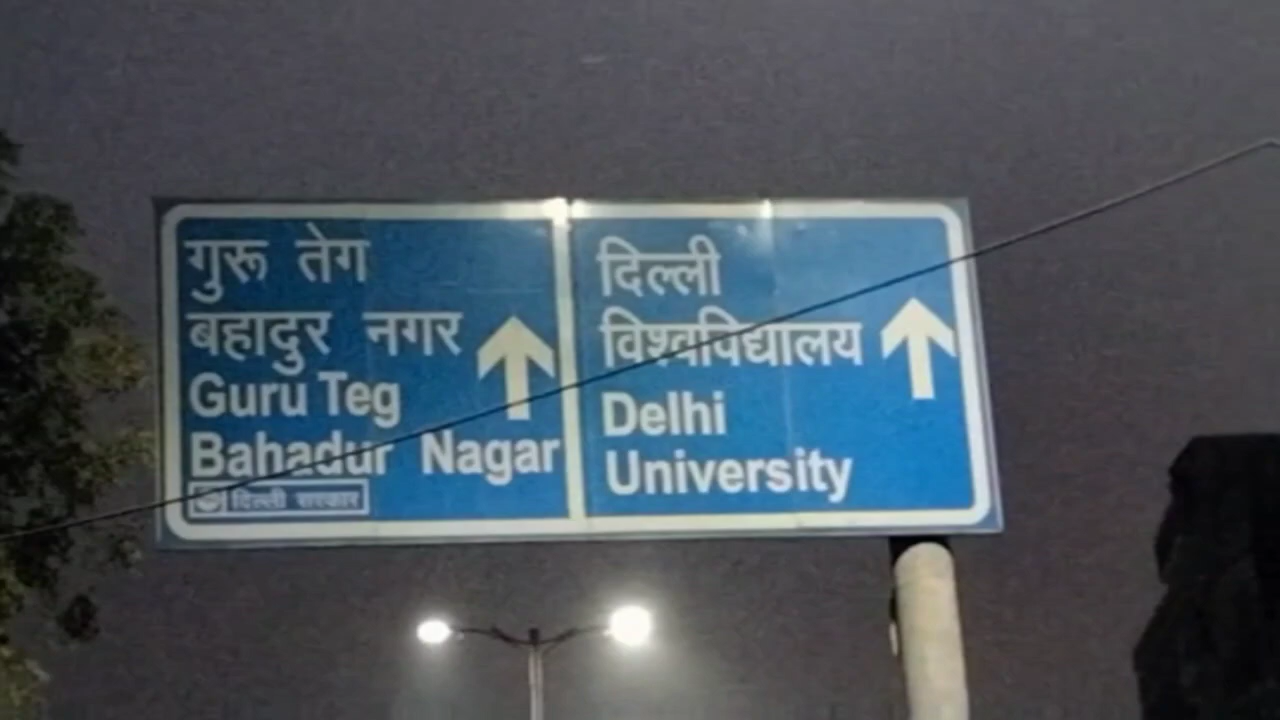 गुरू तेग
बहादुर नगर
Guru Teg
Bahadur Nagar
दिल्ली सरकार
दिल्ली
विश्वविद्यालय
Delhi
University